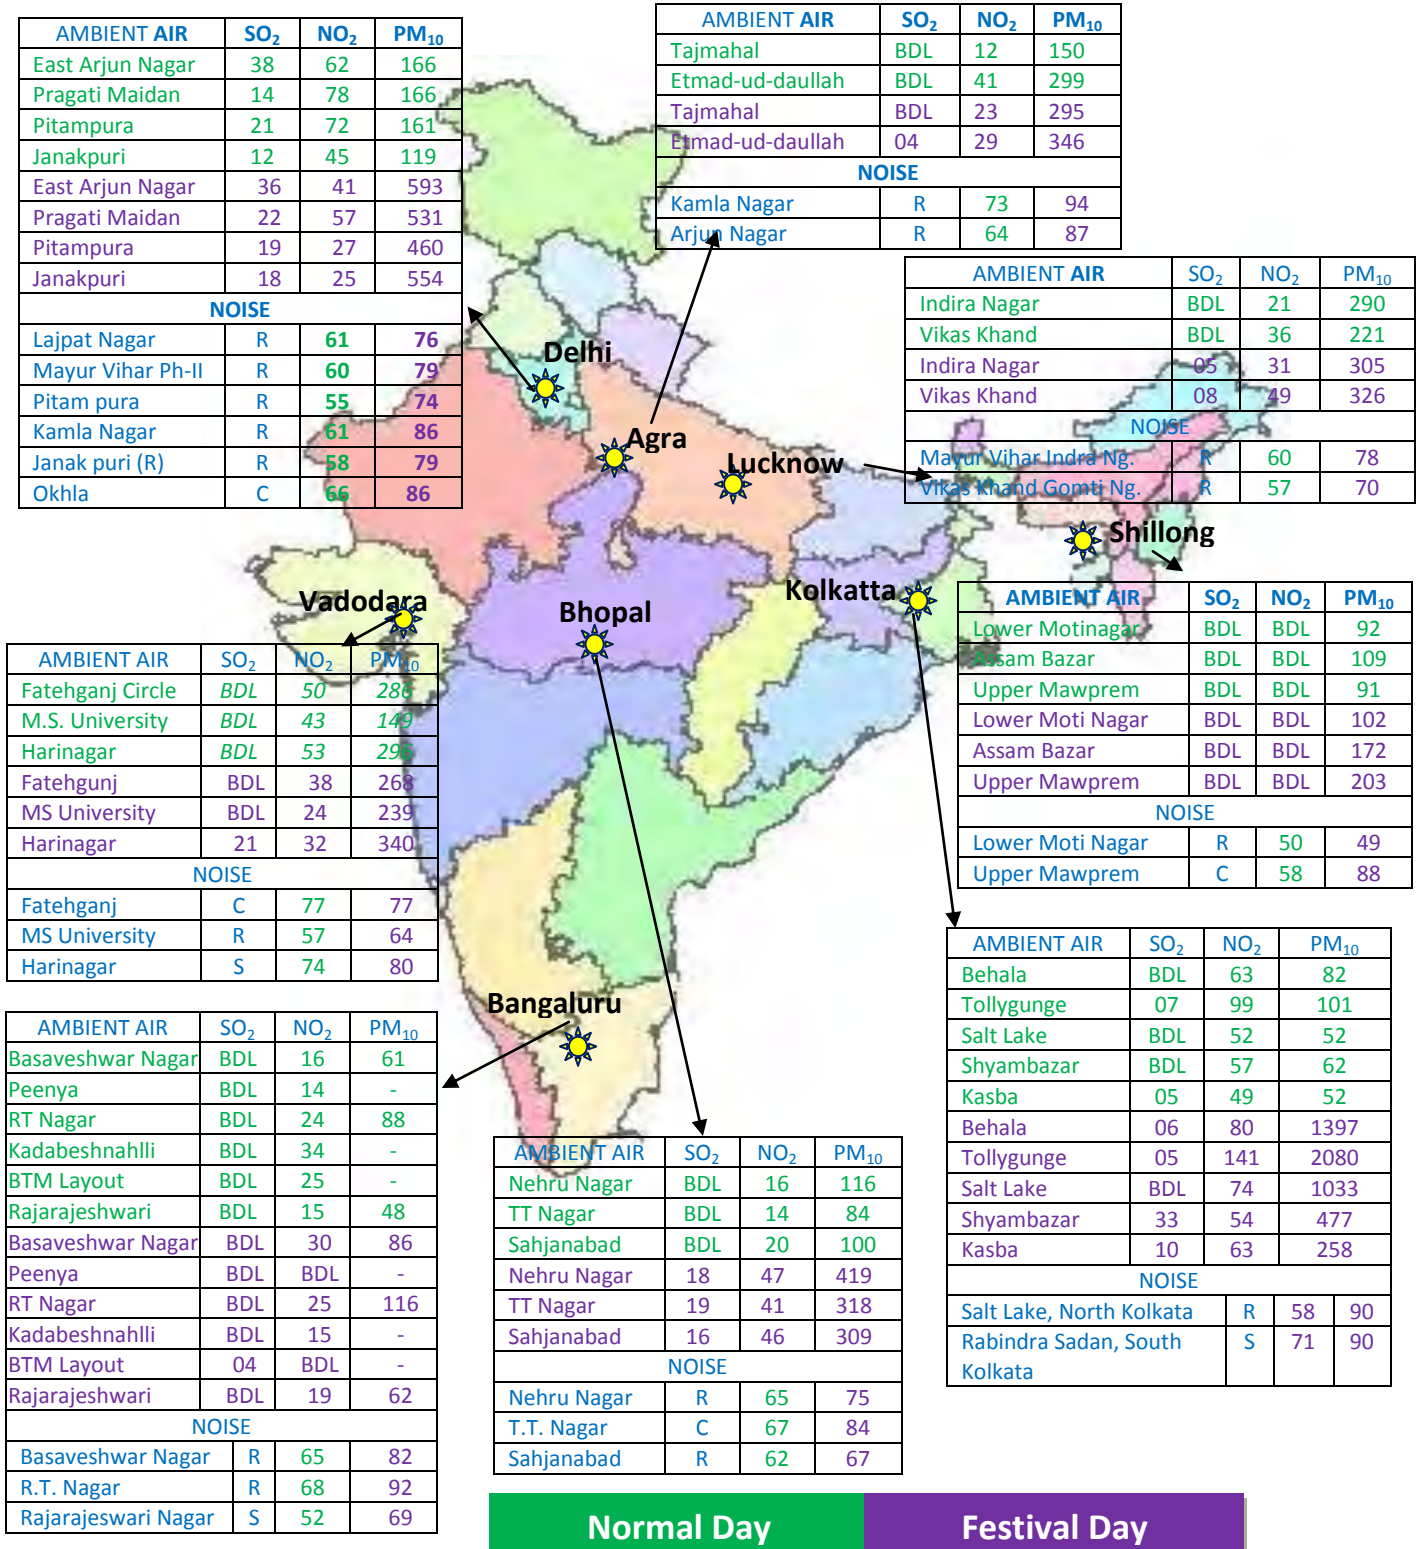 AMBIENT AIR SO2 NO2 PM10
East Arjun Nagar 38 62 166
Pragati Maidan 14 78 166
Pitampura 21 72 161
Janakpuri 12 45 119
East Arjun Nagar 36 41 593
Pragati Maidan 22 57 531
Pitampura 19 27 460
Janakpuri 18 25 554
NOISE
Lajpat Nagar R 61 76
Mayur Vihar Ph-II R 60 79
Pitam pura R 55 74
Kamla Nagar R 61 86
Janak puri (R) R 58 79
Okhla C 66 86
AMBIENT AIR SO2 NO2 PM10
Tajmahal BDL 12 150
Etmad-ud-daullah BDL 41 299
Tajmahal BDL 23 295
Etmad-ud-daullah 04 29 346
NOISE
Kamla Nagar R 73 94
Arjun Nagar R 64 87
AMBIENT AIR SO2 NO2 PM10
Indira Nagar BDL 21 290
Vikas Khand BDL 36 221
Indira Nagar 05 31 305
Vikas Khand 08 49 326
NOISE
Mayur Vihar Indra Ng. R 60 78
Vikas Khand Gomti Ng. R 57 70
Delhi
Agra
Lucknow
Shillong
Kolkatta
Vadodara
Bhopal
Bangaluru
AMBIENT AIR SO2 NO2 PM10
Lower Motinagar BDL BDL 92
Assam Bazar BDL BDL 109
Upper Mawprem BDL BDL 91
Lower Moti Nagar BDL BDL 102
Assam Bazar BDL BDL 172
Upper Mawprem BDL BDL 203
NOISE
Lower Moti Nagar R 50 49
Upper Mawprem C 58 88
AMBIENT AIR SO2 NO2 PM10
Fatehganj Circle BDL 50 286
M.S. University BDL 43 149
Harinagar BDL 53 296
Fatehgunj BDL 38 268
MS University BDL 24 239
Harinagar 21 32 340
NOISE
Fatehganj C 77 77
MS University R 57 64
Harinagar S 74 80
AMBIENT AIR SO2 NO2 PM10
Behala BDL 63 82
Tollygunge 07 99 101
Salt Lake BDL 52 52
Shyambazar BDL 57 62
Kasba 05 49 52
Behala 06 80 1397
Tollygunge 05 141 2080
Salt Lake BDL 74 1033
Shyambazar 33 54 477
Kasba 10 63 258
NOISE
Salt Lake, North Kolkata R 58 90
Rabindra Sadan, South S 71 90
Kolkata
AMBIENT AIR SO2 NO2 PM10
Basaveshwar Nagar BDL 16 61
Peenya BDL 14 -
RT Nagar BDL 24 88
Kadabeshnahlli BDL 34 -
BTM Layout BDL 25 -
Rajarajeshwari BDL 15 48
Basaveshwar Nagar BDL 30 86
Peenya BDL BDL -
RT Nagar BDL 25 116
Kadabeshnahlli BDL 15 -
BTM Layout 04 BDL -
Rajarajeshwari BDL 19 62
NOISE
Basaveshwar Nagar R 65 82
R.T. Nagar R 68 92
Rajarajeswari Nagar S 52 69
AMBIENT AIR SO2 NO2 PM10
Nehru Nagar BDL 16 116
TT Nagar BDL 14 84
Sahjanabad BDL 20 100
Nehru Nagar 18 47 419
TT Nagar 19 41 318
Sahjanabad 16 46 309
NOISE
Nehru Nagar R 65 75
T.T. Nagar C 67 84
Sahjanabad R 62 67
Normal Day Festival Day